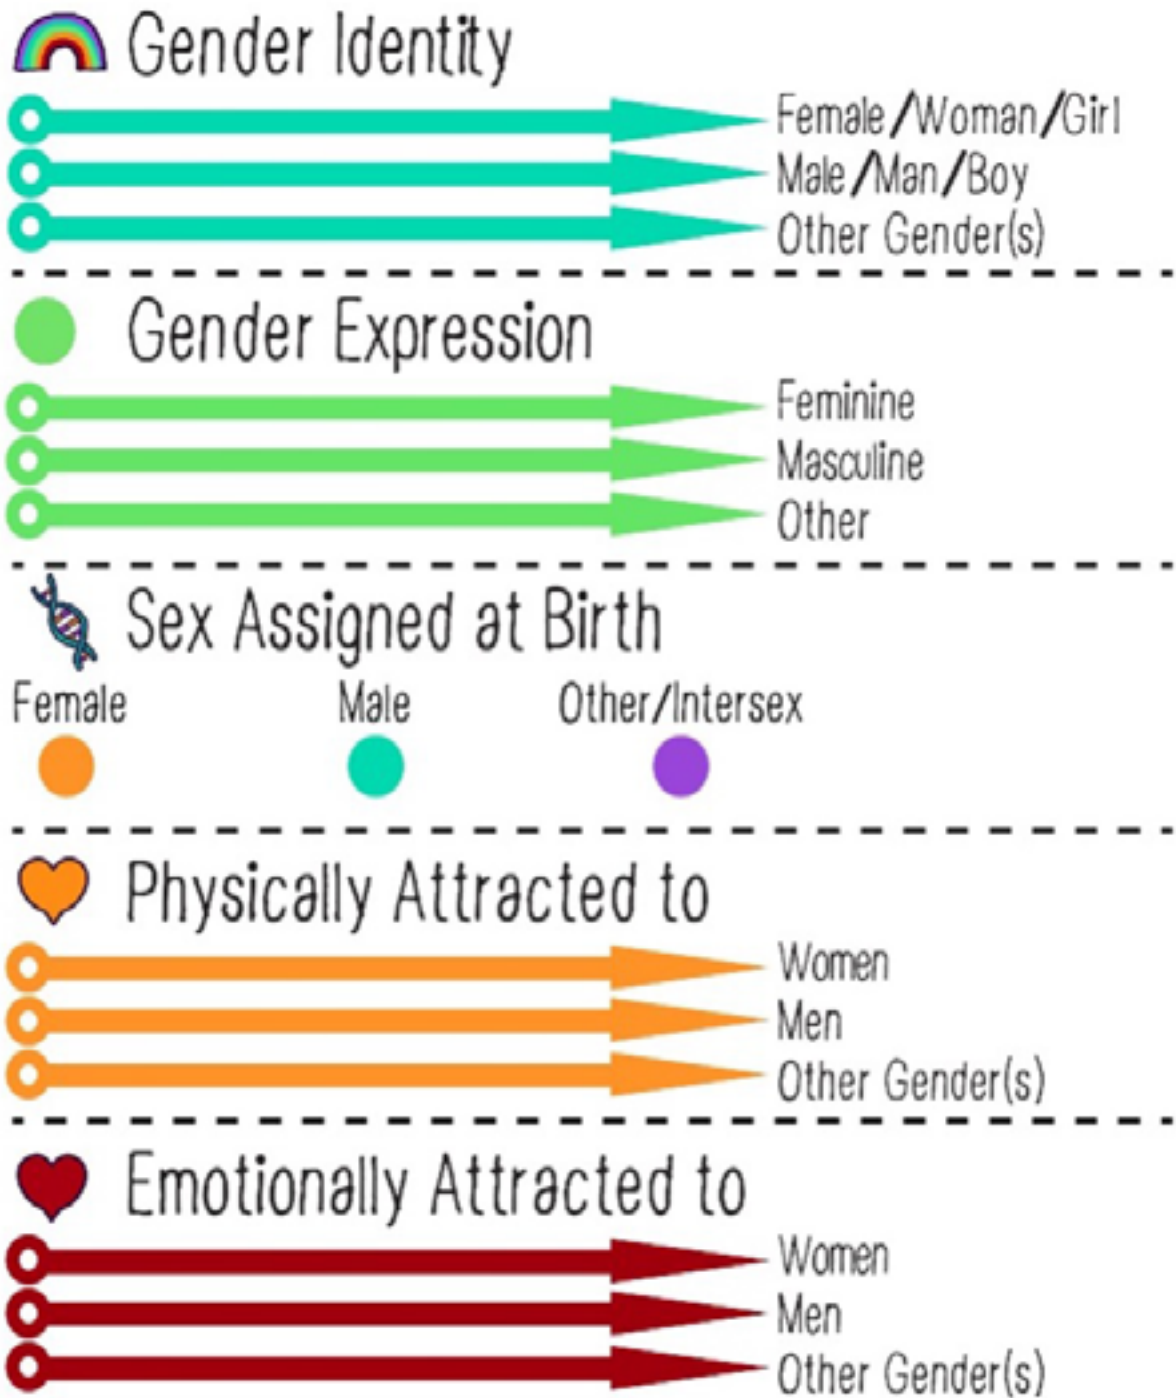 Gender Identity
Female/Woman/Girl
Male/Man/Boy
Other Gender(s)
Gender Expression
Feminine
Masculine
Other
Sex Assigned at Birth
Female Male Other/Intersex
Physically Attracted to
Women
Men
Other Gender(s)
Emotionally Attracted to
Women
Men
Other Gender(s)